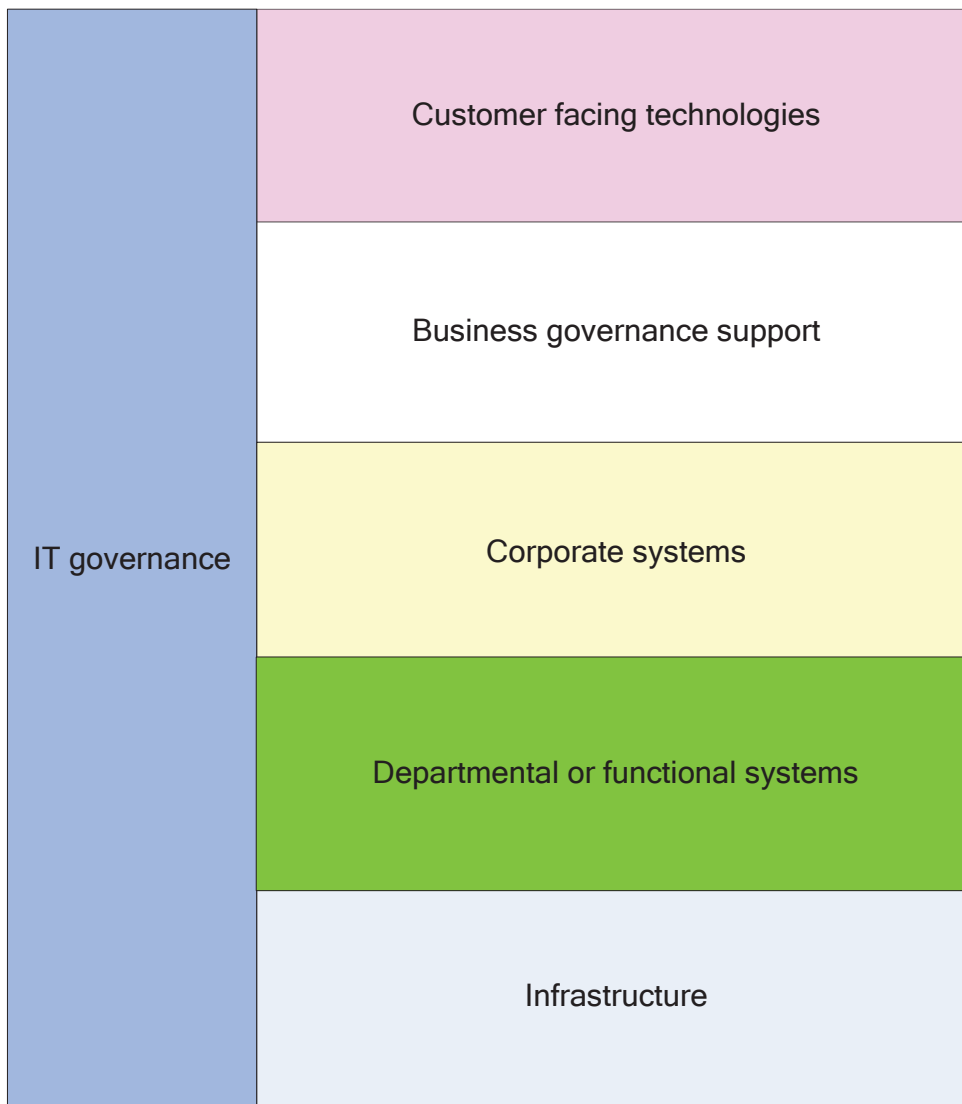 Customer facing technologies
Business governance support
IT governance
Corporate systems
Departmental or functional systems
Infrastructure